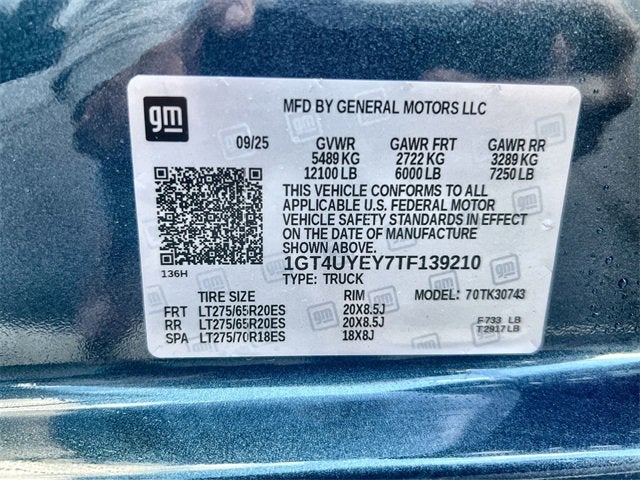 gm
MFD BY GENERAL MOTORS LLC
09/25 GVWR GAWR FRT GAWR RR
5489 KG 2722 KG 3289 KG
12100 LB 6000 LB 7250 LB
THIS VEHICLE CONFORMS TO ALL
APPLICABLE U.S. FEDERAL MOTOR
VEHICLE SAFETY STANDARDS IN EFFECT
ON THE DATE OF MANUFACTURE
SHOWN ABOVE.
136H
1GT4UYEY7TF139210
TYPE: TRUCK
TIRE SIZE RIM MODEL: 70TK30743
FRT LT275/65R20ES 20X8.5J
RR LT275/65R20ES 20X8.5J
SPA LT275/70R18ES 18X8J
F733 LB
T2917LB